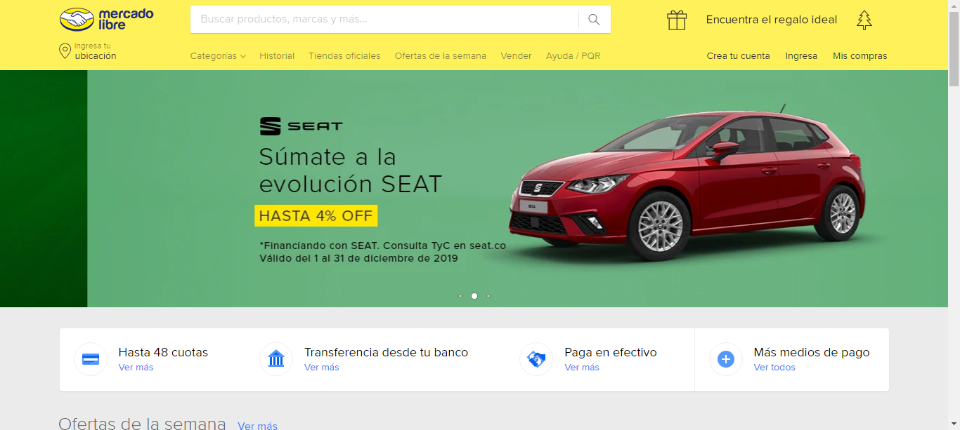 mercado
libre
Buscar productos, marcas y más...
Encuentra el regalo ideal
Ingresa tu
ubicación
Categorías
Historial
Tiendas oficiales
Ofertas de la semana
Vender
Ayuda / PQR
Crea tu cuenta
Ingresa
Mis compras
SEAT
Súmate a la
evolución SEAT
HASTA 4% OFF
*Financiando con SEAT. Consulta TyC en seat.co
Válido del 1 al 31 de diciembre de 2019
Hasta 48 cuotas
Ver más
Transferencia desde tu banco
Ver más
Paga en efectivo
Ver más
Más medios de pago
Ver todos
Ofertas de la semana
Ver más